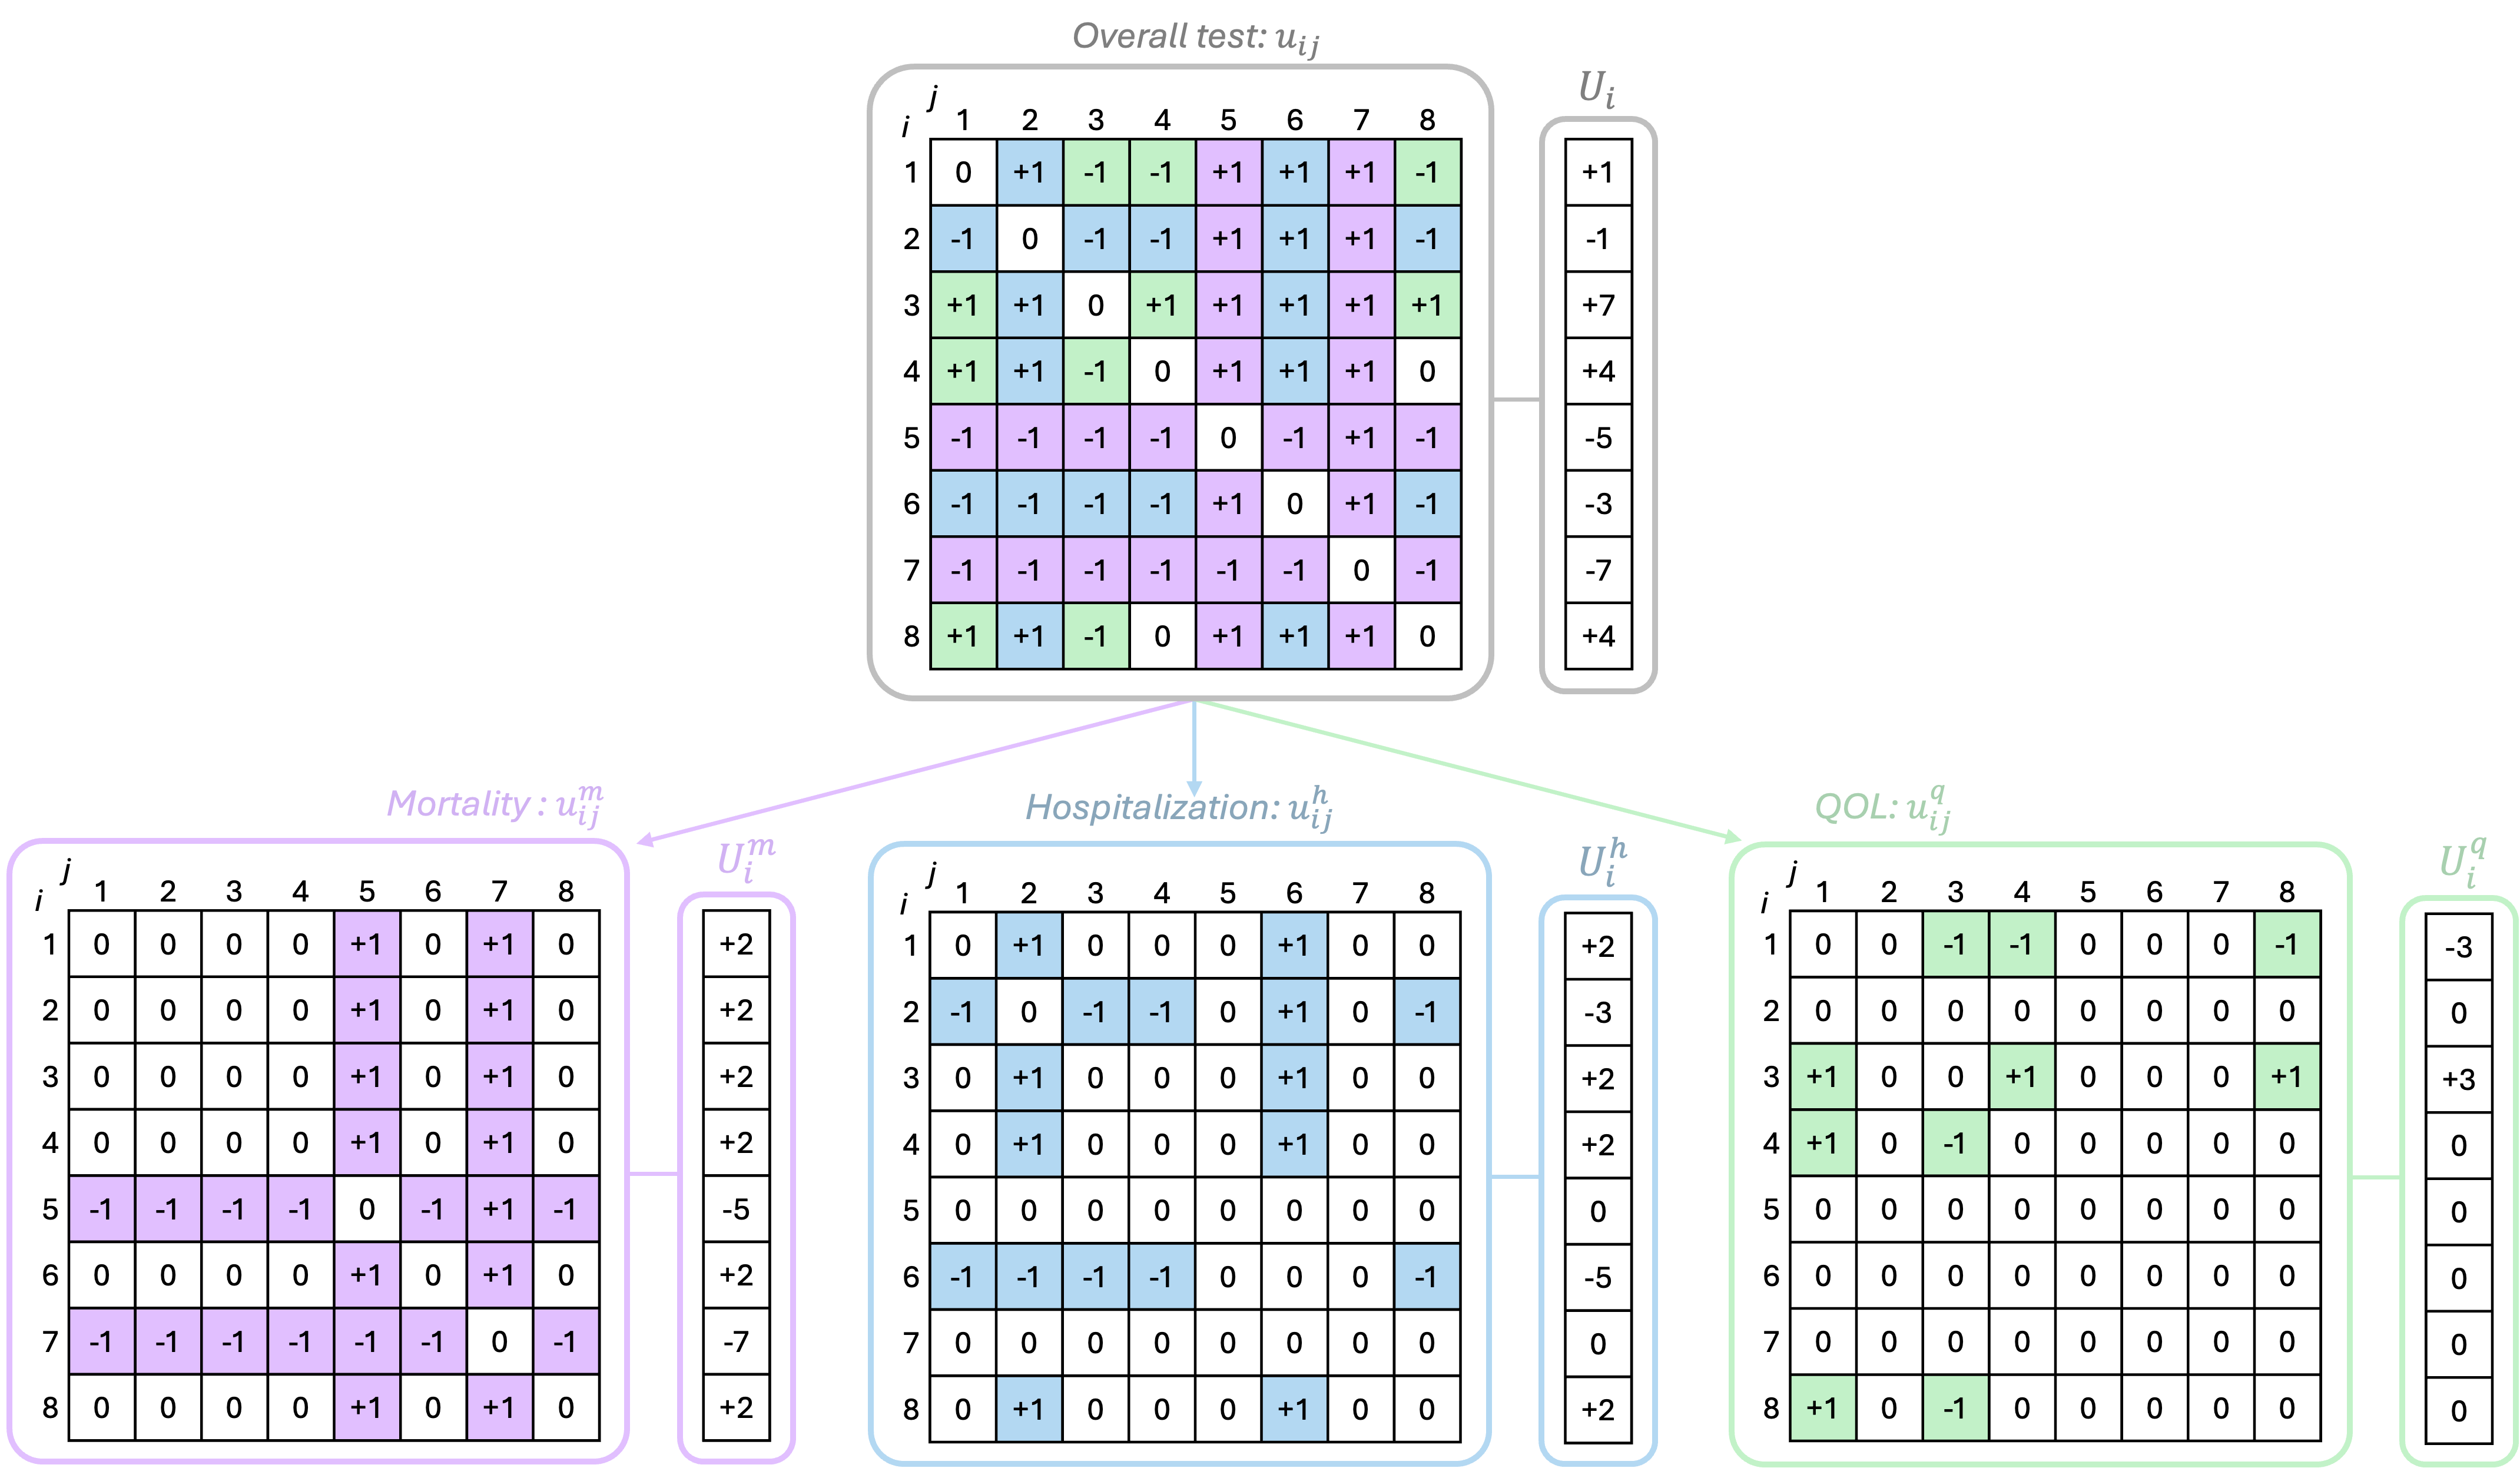 Overall test: u_ij
U_i
j
1 2 3 4 5 6 7 8
i
1 0 +1 -1 -1 +1 +1 +1 -1 +1
2 -1 0 -1 -1 +1 +1 +1 -1 -1
3 +1 +1 0 +1 +1 +1 +1 +1 +7
4 +1 +1 -1 0 +1 +1 +1 0 +4
5 -1 -1 -1 -1 0 -1 +1 -1 -5
6 -1 -1 -1 -1 +1 0 +1 -1 -3
7 -1 -1 -1 -1 -1 -1 0 -1 -7
8 +1 +1 -1 0 +1 +1 +1 0 +4
Mortality : u_ij^m
U_i^m
j
1 2 3 4 5 6 7 8
i
1 0 0 0 0 +1 0 +1 0 +2
2 0 0 0 0 +1 0 +1 0 +2
3 0 0 0 0 +1 0 +1 0 +2
4 0 0 0 0 +1 0 +1 0 +2
5 -1 -1 -1 -1 0 -1 +1 -1 -5
6 0 0 0 0 +1 0 +1 0 +2
7 -1 -1 -1 -1 -1 -1 0 -1 -7
8 0 0 0 0 +1 0 +1 0 +2
Hospitalization: u_ij^h
U_i^h
j
1 2 3 4 5 6 7 8
i
1 0 +1 0 0 0 +1 0 0 +2
2 -1 0 -1 -1 0 +1 0 -1 -3
3 0 +1 0 0 0 +1 0 0 +2
4 0 +1 0 0 0 +1 0 0 +2
5 0 0 0 0 0 0 0 0 0
6 -1 -1 -1 -1 0 0 0 -1 -5
7 0 0 0 0 0 0 0 0 0
8 0 +1 0 0 0 +1 0 0 +2
QOL: u_ij^q
U_i^q
j
1 2 3 4 5 6 7 8
i
1 0 0 -1 -1 0 0 0 -1 -3
2 0 0 0 0 0 0 0 0 0
3 +1 0 0 +1 0 0 0 +1 +3
4 +1 0 -1 0 0 0 0 0 0
5 0 0 0 0 0 0 0 0 0
6 0 0 0 0 0 0 0 0 0
7 0 0 0 0 0 0 0 0 0
8 +1 0 -1 0 0 0 0 0 0